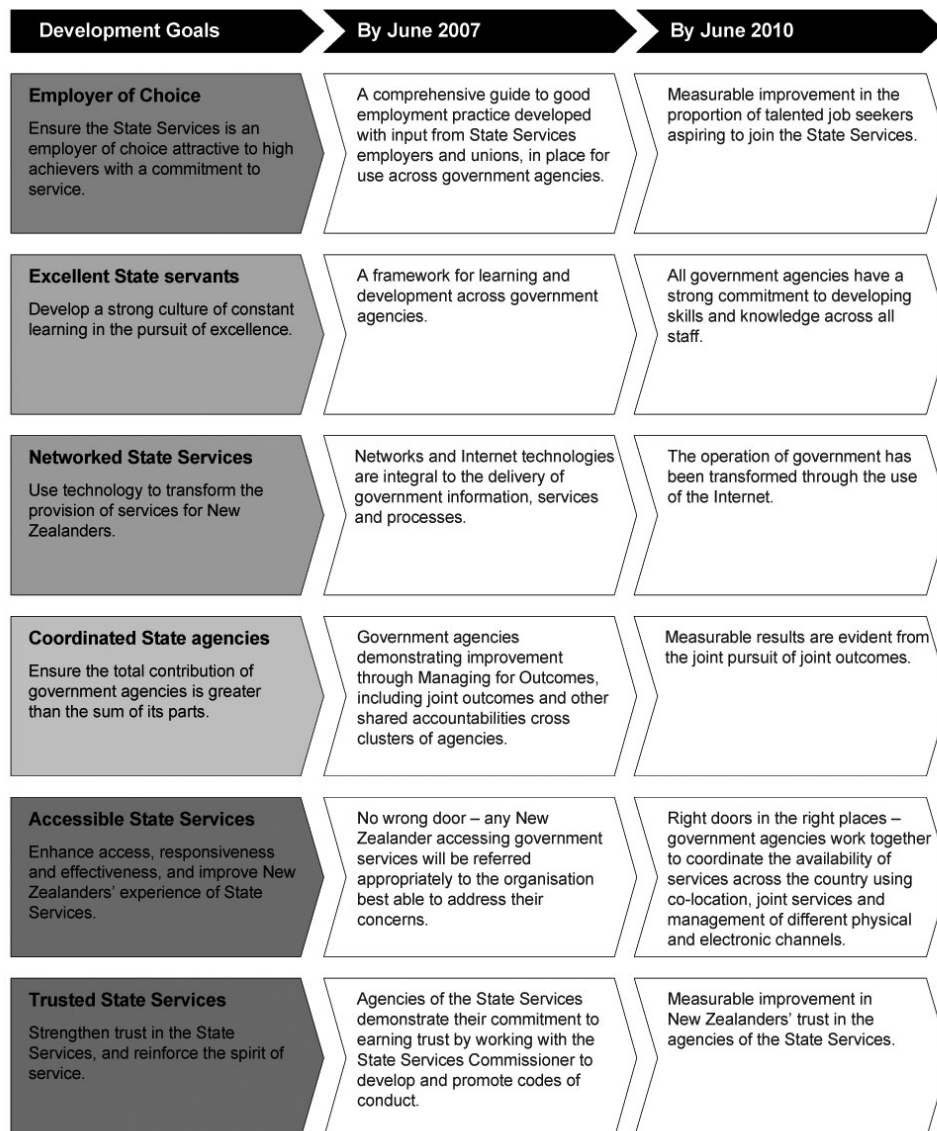 Development Goals
By June 2007
By June 2010
Employer of Choice
Ensure the State Services is an
employer of choice attractive to high
achievers with a commitment to
service.
A comprehensive guide to good
employment practice developed
with input from State Services
employers and unions, in place for
use across government agencies.
Measurable improvement in the
proportion of talented job seekers
aspiring to join the State Services.
Excellent State servants
Develop a strong culture of constant
learning in the pursuit of excellence.
A framework for learning and
development across government
agencies.
All government agencies have a
strong commitment to developing
skills and knowledge across all
staff.
Networked State Services
Use technology to transform the
provision of services for New
Zealanders.
Networks and Internet technologies
are integral to the delivery of
government information, services
and processes.
The operation of government has
been transformed through the use
of the Internet.
Coordinated State agencies
Ensure the total contribution of
government agencies is greater
than the sum of its parts.
Government agencies
demonstrating improvement
through Managing for Outcomes,
including joint outcomes and other
shared accountabilities cross
clusters of agencies.
Measurable results are evident from
the joint pursuit of joint outcomes.
Accessible State Services
Enhance access, responsiveness
and effectiveness, and improve New
Zealanders' experience of State
Services.
No wrong door – any New
Zealander accessing government
services will be referred
appropriately to the organisation
best able to address their
concerns.
Right doors in the right places –
government agencies work together
to coordinate the availability of
services across the country using
co-location, joint services and
management of different physical
and electronic channels.
Trusted State Services
Strengthen trust in the State
Services, and reinforce the spirit of
service.
Agencies of the State Services
demonstrate their commitment to
earning trust by working with the
State Services Commissioner to
develop and promote codes of
conduct.
Measurable improvement in
New Zealanders' trust in the
agencies of the State Services.